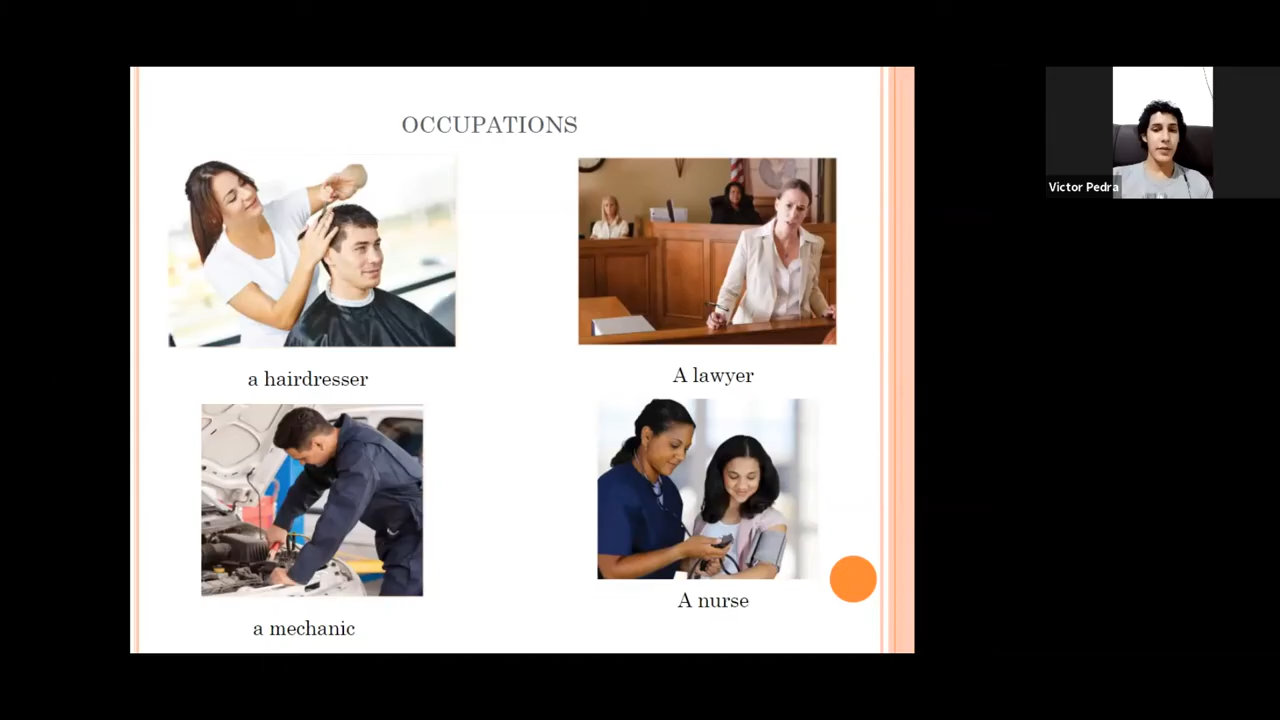 OCCUPATIONS
a hairdresser
A lawyer
a mechanic
A nurse
Victor Pedra